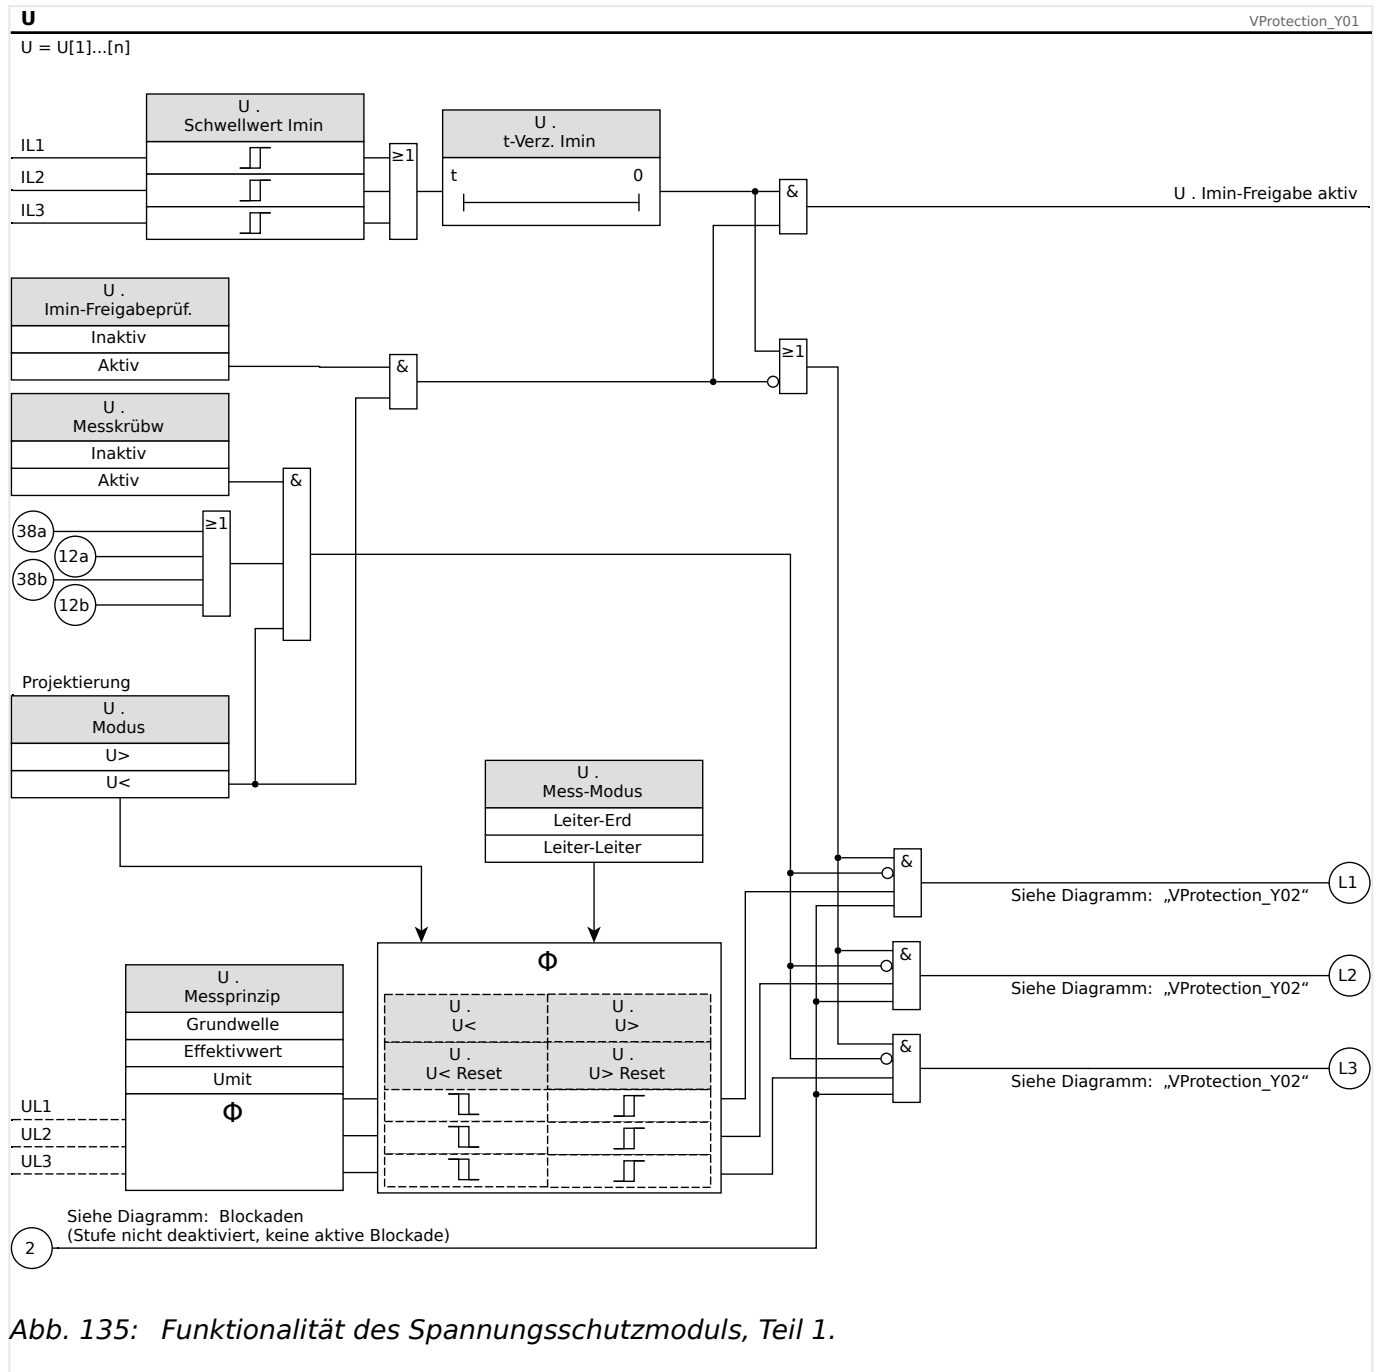 U
VProtection_Y01
U = U[1]...[n]
U .
Schwellwert Imin
IL1
IL2
IL3
≥1
U .
t-Verz. Imin
t
0
&
U . Imin-Freigabe aktiv
U .
Imin-Freigabeprüf.
Inaktiv
Aktiv
&
≥1
U .
Messkrübw
Inaktiv
Aktiv
&
≥1
38a
12a
38b
12b
Projektierung
U .
Modus
U>
U<
U .
Mess-Modus
Leiter-Erd
Leiter-Leiter
&
L1
Siehe Diagramm: „VProtection_Y02“
&
L2
Siehe Diagramm: „VProtection_Y02“
&
L3
Siehe Diagramm: „VProtection_Y02“
U .
Messprinzip
Grundwelle
Effektivwert
Umit
Φ
UL1
UL2
UL3
Φ
U .
U<
U .
U>
U .
U< Reset
U .
U> Reset
Siehe Diagramm: Blockaden
(Stufe nicht deaktiviert, keine aktive Blockade)
2
Abb. 135: Funktionalität des Spannungsschutzmoduls, Teil 1.